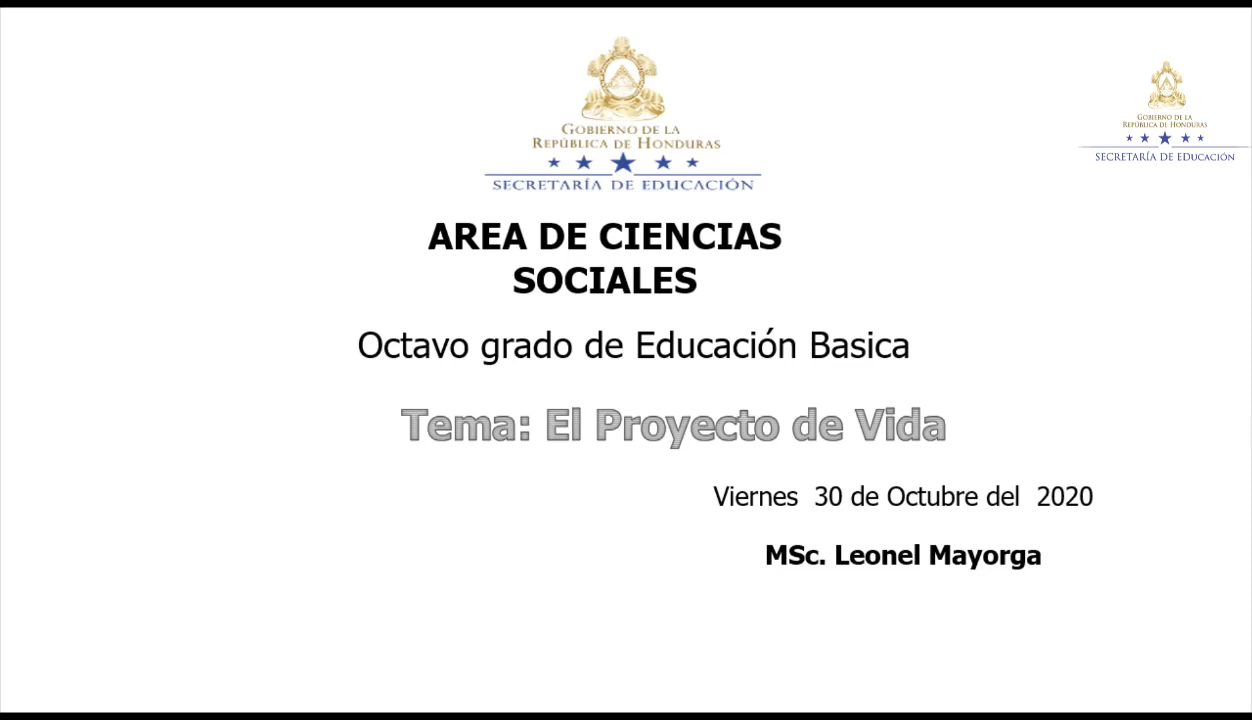 GOBIERNO DE LA
REPÚBLICA DE HONDURAS
SECRETARÍA DE EDUCACIÓN
GOBIERNO DE LA
REPÚBLICA DE HONDURAS
SECRETARÍA DE EDUCACIÓN
AREA DE CIENCIAS
SOCIALES
Octavo grado de Educación Basica
Tema: El Proyecto de Vida
Viernes 30 de Octubre del 2020
MSc. Leonel Mayorga